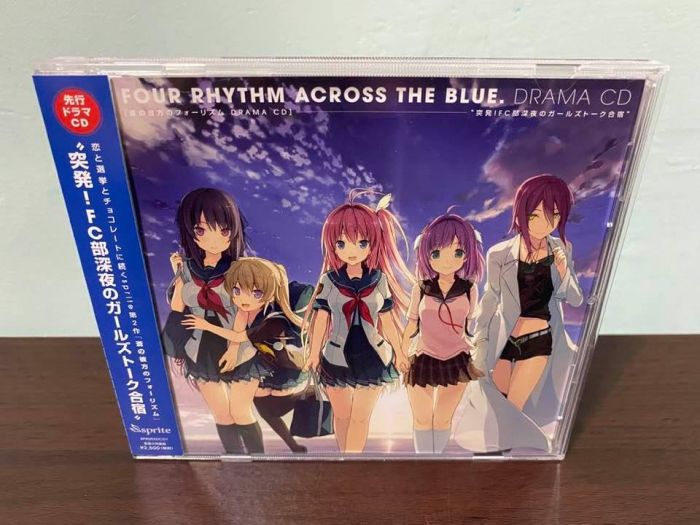 先行
ドラマ
CD
恋と選挙とチョコレートに続くsprite第2作「蒼の彼方のフォーリズム」
"突発!FC部深夜のガールズトーク合宿"
sprite
FOUR RHYTHM ACROSS THE BLUE. DRAMA CD
[蒼の彼方のフォーリズム DRAMA CD]
"突発!FC部深夜のガールズトーク合宿"